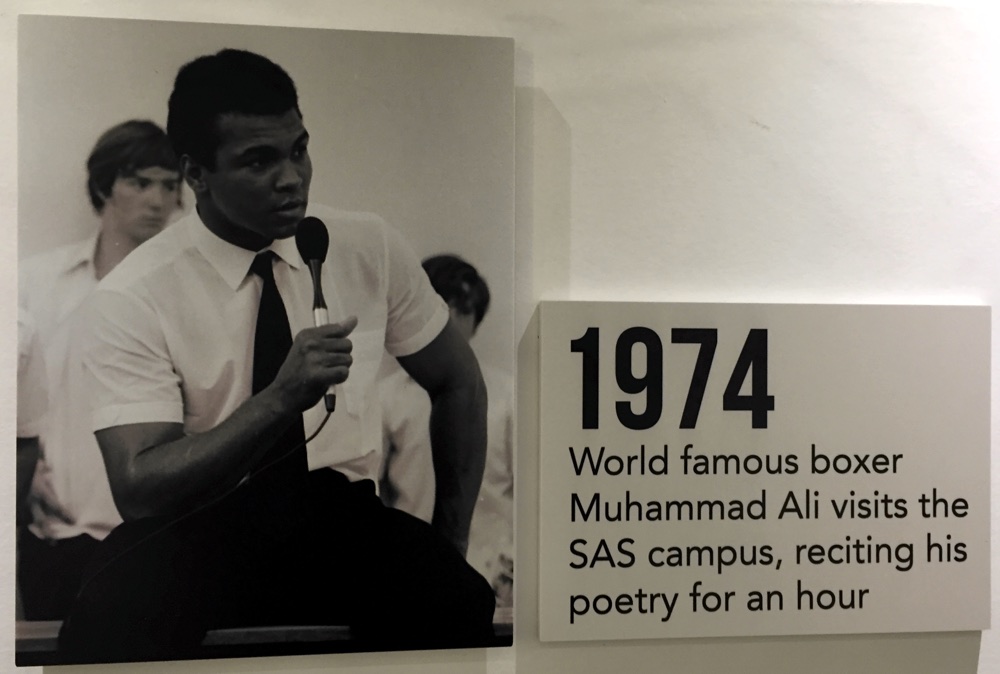 1974
World famous boxer
Muhammad Ali visits the
SAS campus, reciting his
poetry for an hour